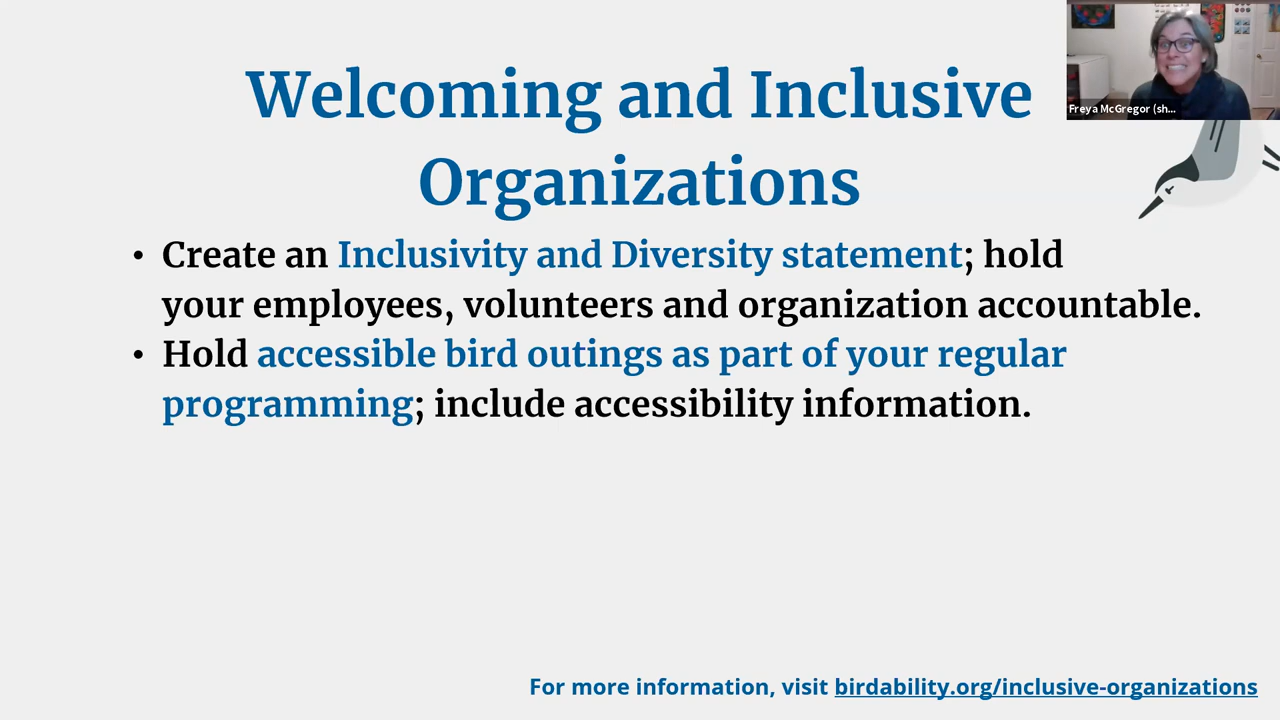 Welcoming and Inclusive
Organizations
Freya McGregor (sh...
• Create an Inclusivity and Diversity statement; hold
your employees, volunteers and organization accountable.
• Hold accessible bird outings as part of your regular
programming; include accessibility information.
For more information, visit birdability.org/inclusive-organizations